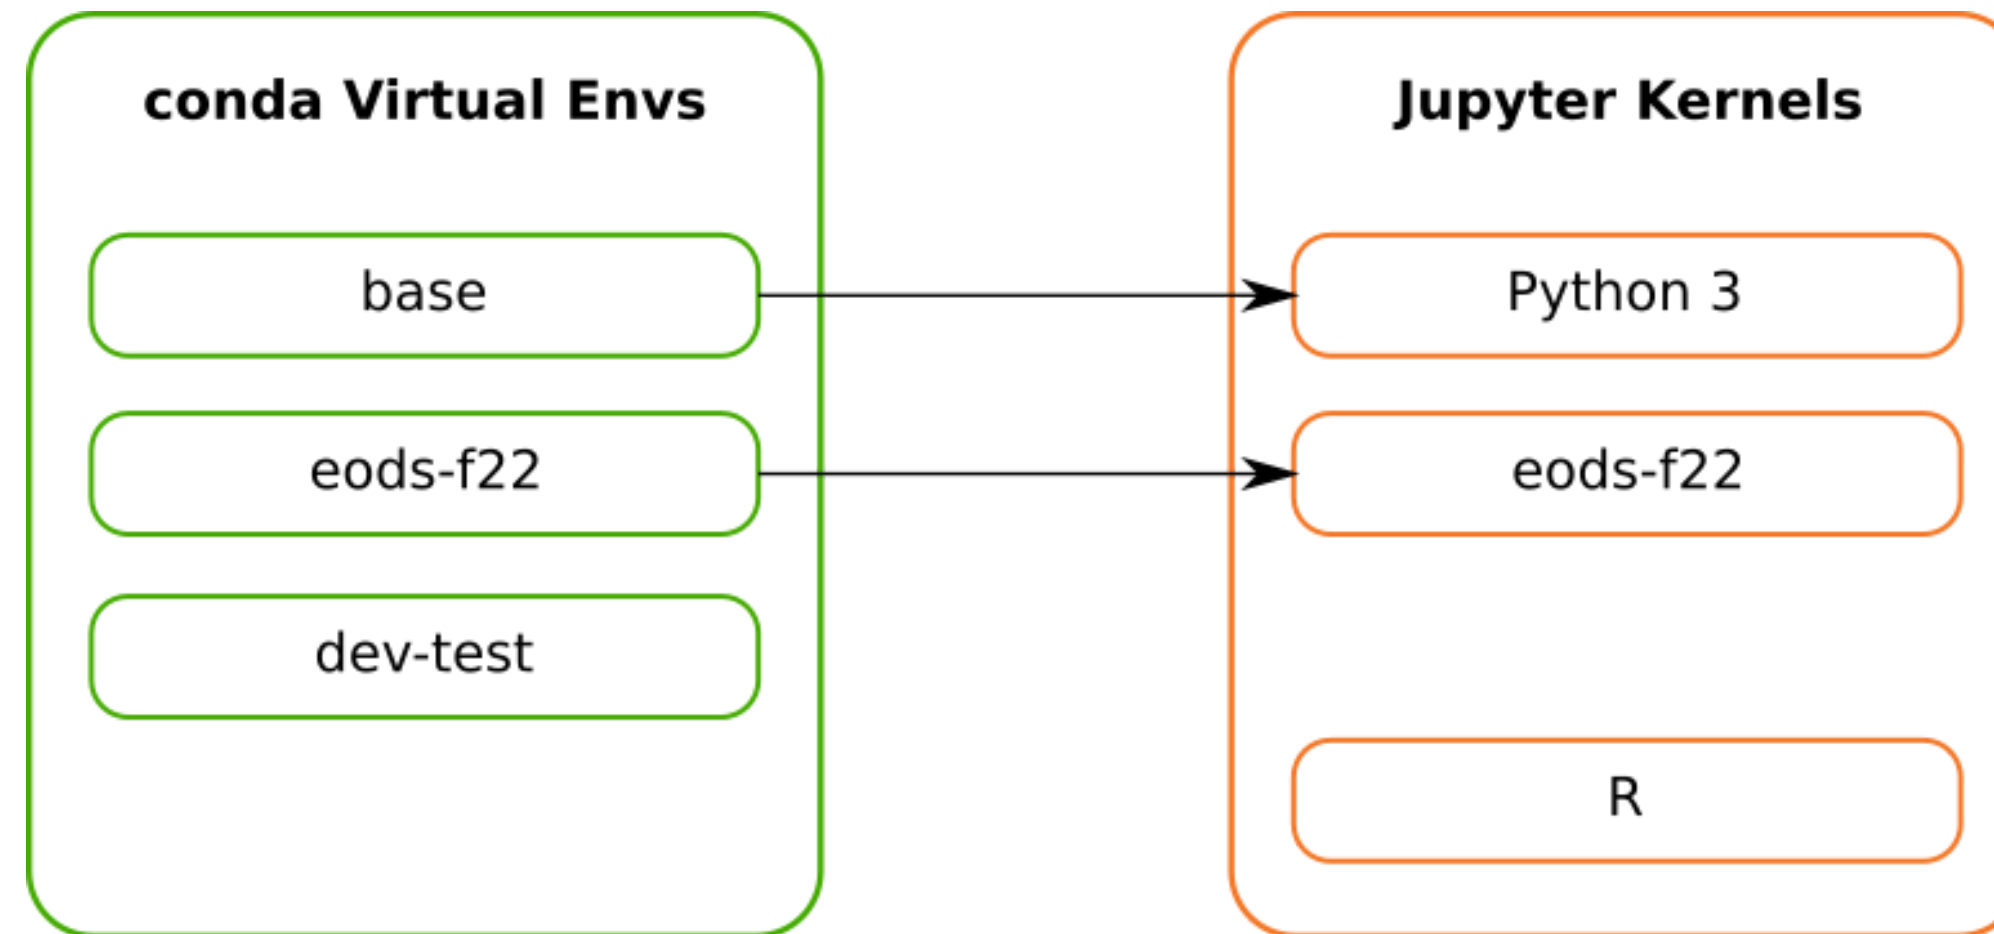 conda Virtual Envs
base
eods-f22
dev-test
Jupyter Kernels
Python 3
eods-f22
R